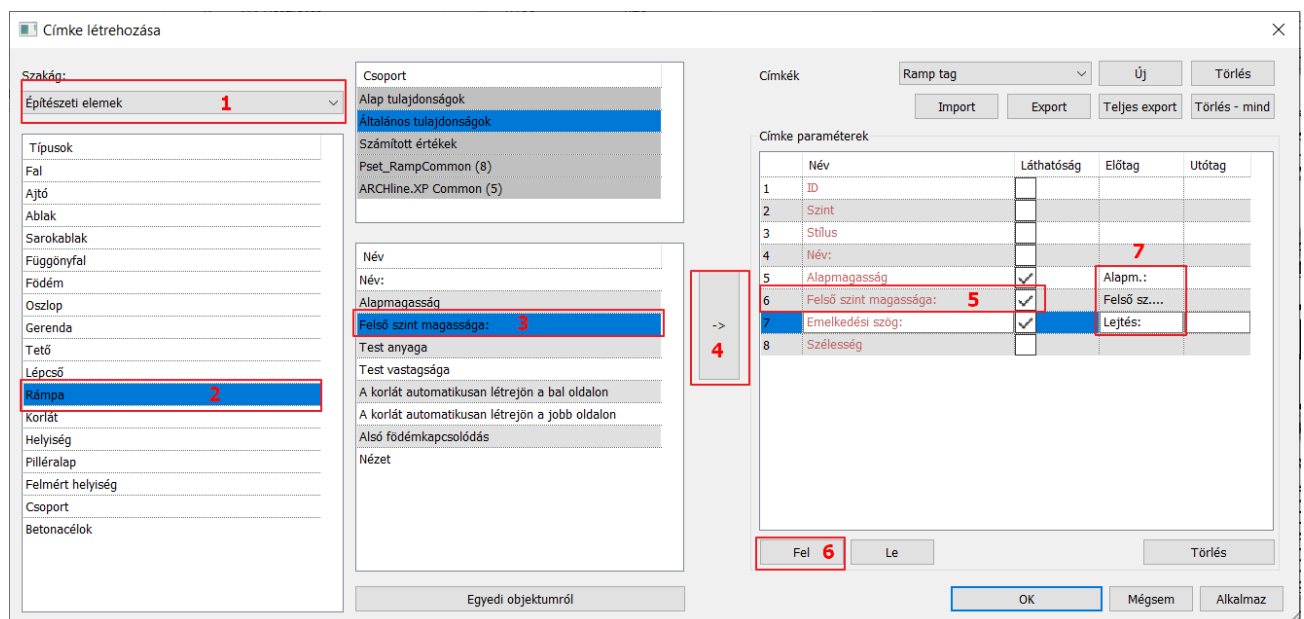 Címke létrehozása
Szakág:
Építészeti elemek 1
Típusok
Fal
Ajtó
Ablak
Sarokablak
Függönyfal
Födém
Oszlop
Gerenda
Tető
Lépcső
Rámpa 2
Korlát
Helyiség
Pilléralap
Felmért helyiség
Csoport
Betonacélok
Csoport
Alap tulajdonságok
Általános tulajdonságok
Számított értékek
Pset_RampCommon (8)
ARCHline.XP Common (5)
Név
Név:
Alapmagasság
Felső szint magassága: 3
Test anyaga
Test vastagsága
A korlát automatikusan létrejön a bal oldalon
A korlát automatikusan létrejön a jobb oldalon
Alsó födémkapcsolódás
Nézet
Egyedi objektumról
->
4
Címkék Ramp tag Új Törlés
Import Export Teljes export Törlés - mind
Címke paraméterek
Név Láthatóság Előtag Utótag
1 ID
2 Szint
3 Stílus
4 Név: 7
5 Alapmagasság Alapm.:
6 Felső szint magassága: 5 Felső sz....
7 Emelkedési szög: Lejtés:
8 Szélesség
Fel 6 Le Törlés
OK Mégsem Alkalmaz